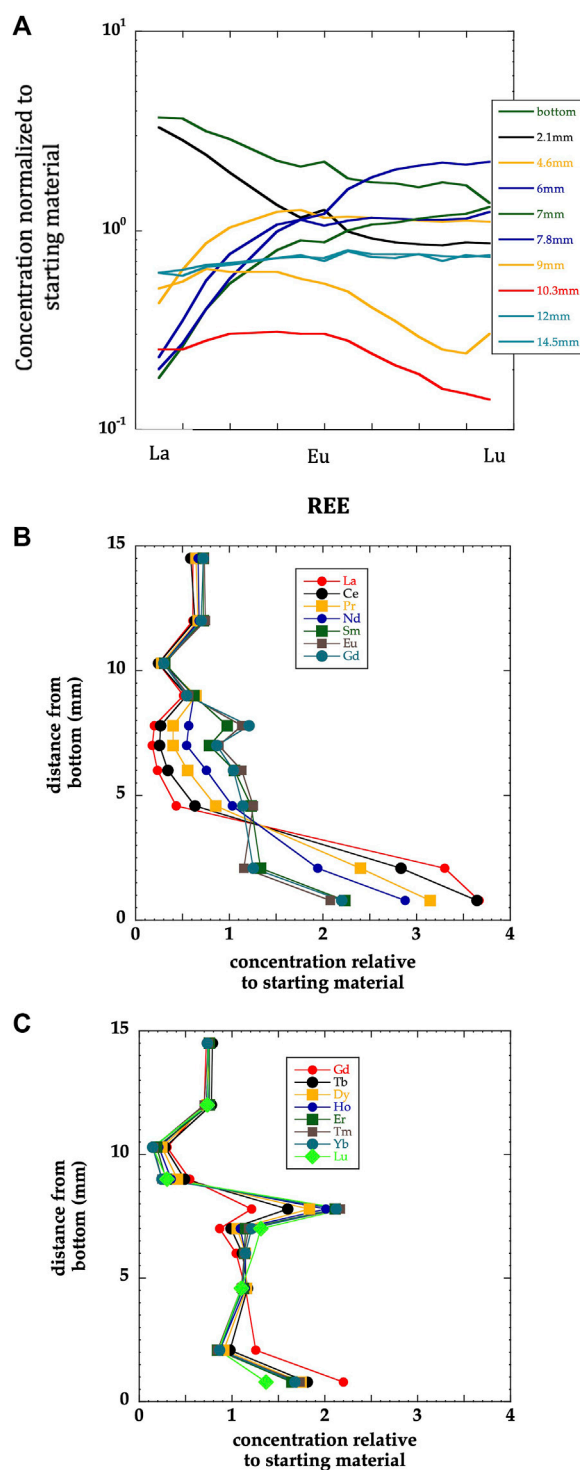 A
Concentration normalized to
starting material
10¹
10⁰
10⁻¹
bottom
2.1mm
4.6mm
6mm
7mm
7.8mm
9mm
10.3mm
12mm
14.5mm
La
Eu
Lu
REE
B
distance from
bottom (mm)
15
10
5
0
La
Ce
Pr
Nd
Sm
Eu
Gd
0
1
2
3
4
concentration relative
to starting material
C
distance from
bottom (mm)
15
10
5
0
Gd
Tb
Dy
Ho
Er
Tm
Yb
Lu
0
1
2
3
4
concentration relative
to starting material